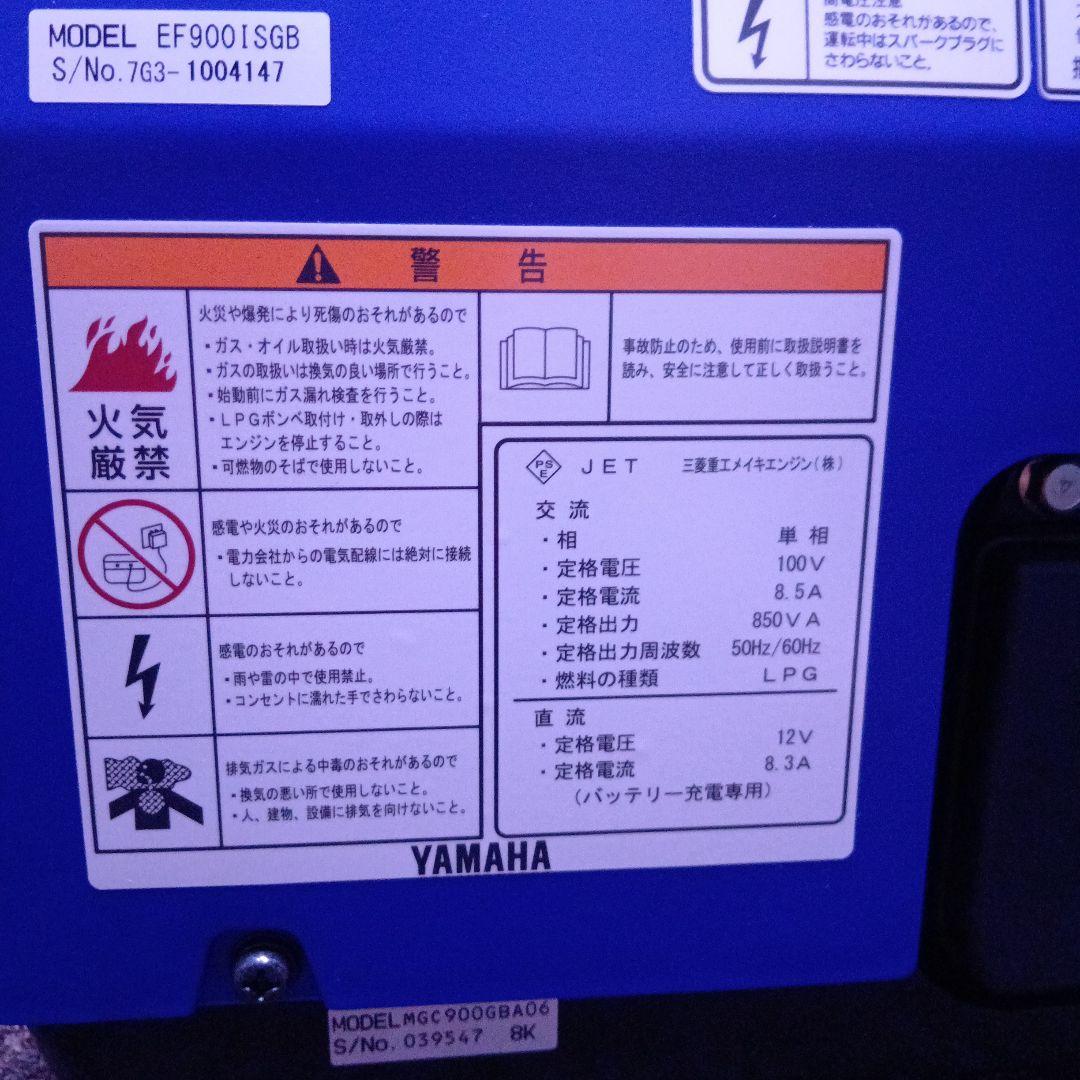 MODEL EF900ISGB
S/No.7G3-1004147
感電のおそれがあるので、
運転中はスパークプラグに
さわらないこと。
警告
火気
厳禁
火災や爆発により死傷のおそれがあるので
・ガス・オイル取扱い時は火気厳禁。
・ガスの取扱いは換気の良い場所で行うこと。
・始動前にガス漏れ検査を行うこと。
・LPGボンベ取付け・取外しの際は
エンジンを停止すること。
・可燃物のそばで使用しないこと。
感電や火災のおそれがあるので
・電力会社からの電気配線には絶対に接続
しないこと。
感電のおそれがあるので
・雨や雷の中で使用禁止。
・コンセントに濡れた手でさわらないこと。
排気ガスによる中毒のおそれがあるので
・換気の悪い所で使用しないこと。
・人、建物、設備に排気を向けないこと。
事故防止のため、使用前に取扱説明書を
読み、安全に注意して正しく取扱うこと。
PSE JET 三菱重工メイキエンジン(株)
交流
・相 単相
・定格電圧 100V
・定格電流 8.5A
・定格出力 850VA
・定格出力周波数 50Hz/60Hz
・燃料の種類 LPG
直流
・定格電圧 12V
・定格電流 8.3A
(バッテリー充電専用)
YAMAHA
MODEL MGC900GBA06
S/No. 039547 8K